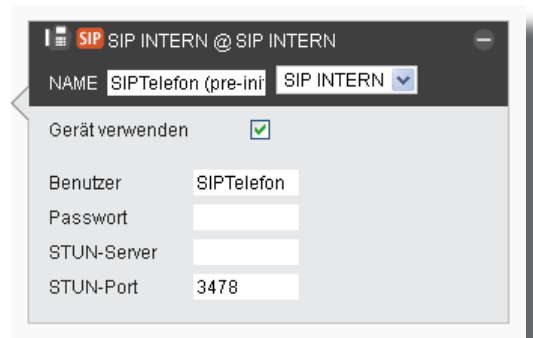 SIP SIP INTERN @ SIP INTERN
NAME SIPTelefon (pre-ini SIP INTERN
Gerät verwenden
Benutzer SIPTelefon
Passwort
STUN-Server
STUN-Port 3478